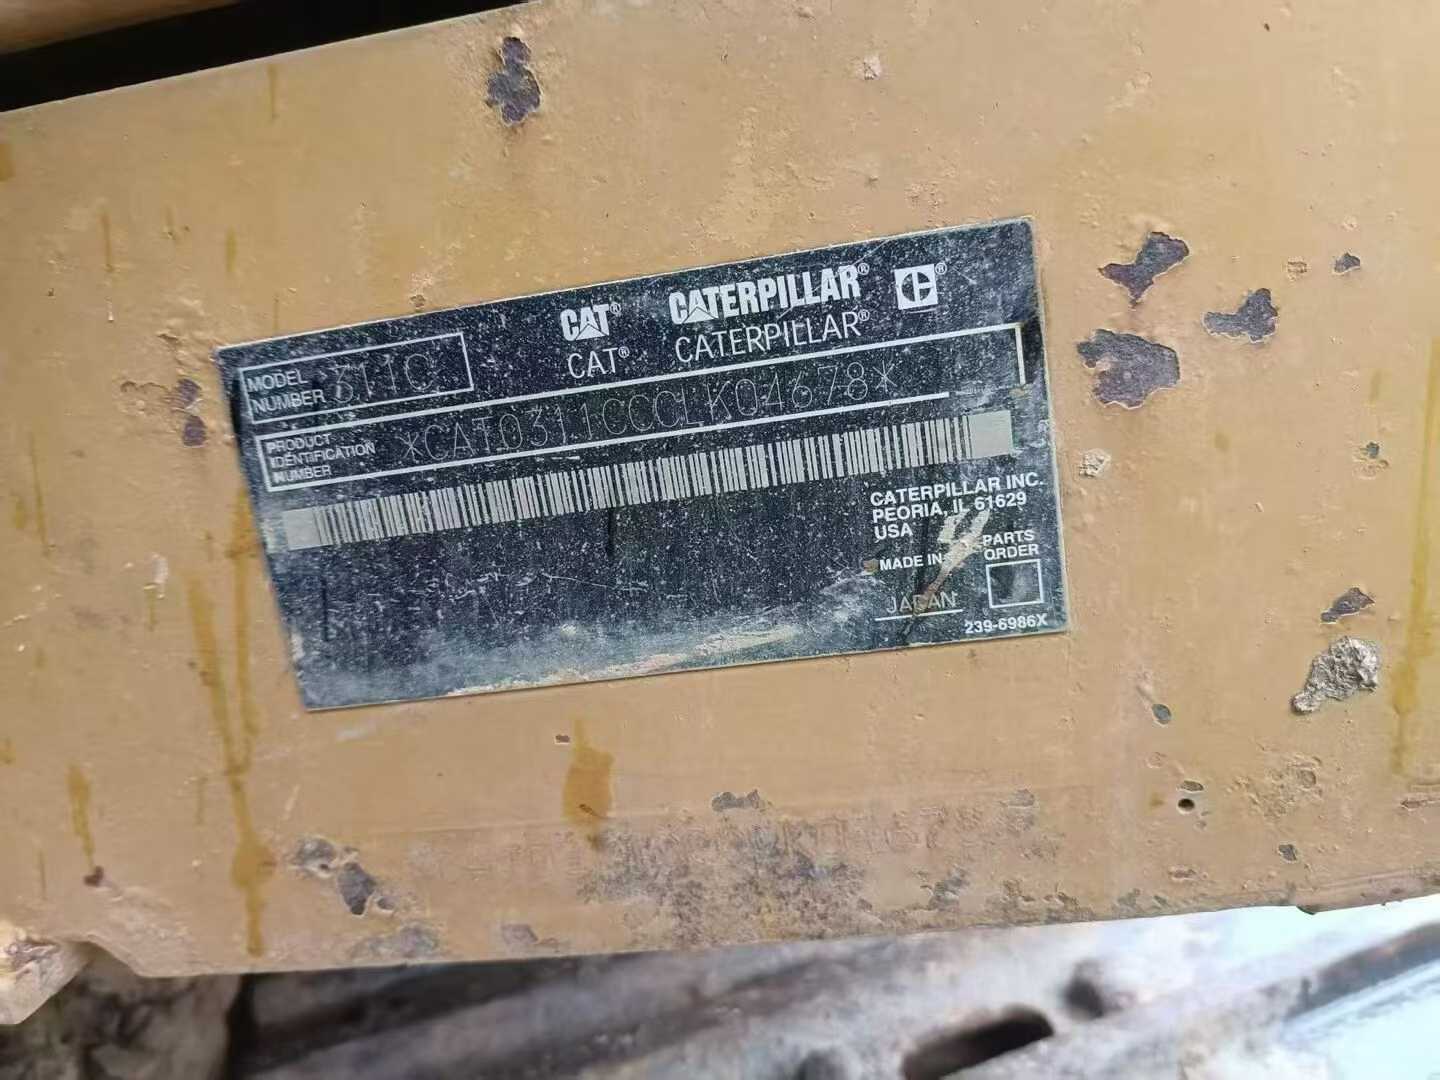 CAT® CATERPILLAR® C®
CAT® CATERPILLAR®
MODEL NUMBER 311C
PRODUCT IDENTIFICATION NUMBER *CAT0311CCCLK04678*
CATERPILLAR INC.
PEORIA, IL 61629
USA
MADE IN
JAPAN
PARTS
ORDER
239-6986X